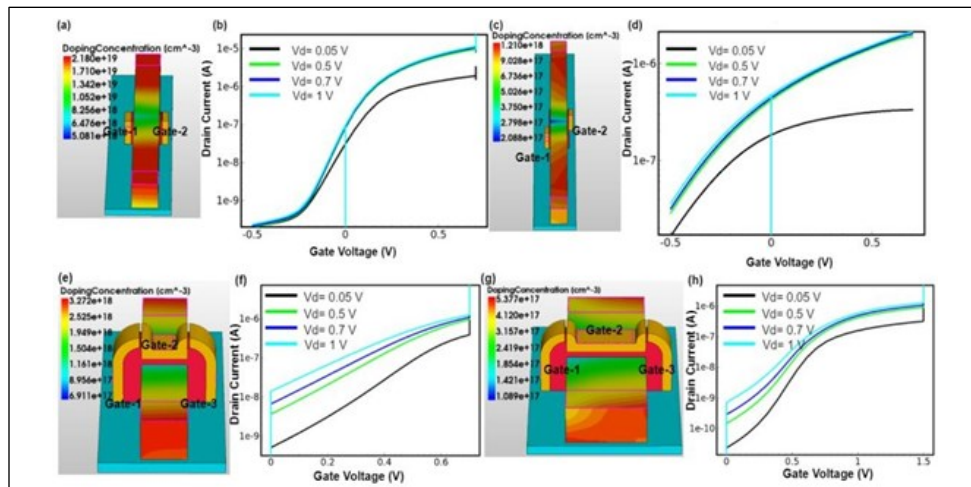 (a)
DopingConcentration (cm^-3)
2.180e+19
1.710e+19
1.342e+19
1.052e+19
8.256e+18
6.476e+18
5.081e+18
Gate-1
Gate-2
(b)
Vd= 0.05 V
Vd= 0.5 V
Vd= 0.7 V
Vd= 1 V
Drain Current (A)
1e-5
1e-6
1e-7
1e-8
1e-9
-0.5
0
0.5
Gate Voltage (V)
(c)
DopingConcentration (cm^-3)
1.210e+18
9.028e+17
6.736e+17
5.026e+17
3.750e+17
2.798e+17
2.088e+17
Gate-2
Gate-1
(d)
Vd= 0.05 V
Vd= 0.5 V
Vd= 0.7 V
Vd= 1 V
Drain Current (A)
1e-6
1e-7
-0.5
0
0.5
Gate Voltage (V)
(e)
DopingConcentration (cm^-3)
3.272e+18
2.525e+18
1.949e+18
1.504e+18
1.161e+18
8.956e+17
6.911e+17
Gate-2
Gate-1
Gate-3
(f)
Vd= 0.05 V
Vd= 0.5 V
Vd= 0.7 V
Vd= 1 V
Drain Current (A)
1e-6
1e-7
1e-8
1e-9
0
0.2
0.4
0.6
Gate Voltage (V)
(g)
DopingConcentration (cm^-3)
5.377e+17
4.120e+17
3.157e+17
2.419e+17
1.854e+17
1.421e+17
1.089e+17
Gate-2
Gate-1
Gate-3
(h)
Vd= 0.05 V
Vd= 0.5 V
Vd= 0.7 V
Vd= 1 V
Drain Current (A)
1e-6
1e-7
1e-8
1e-9
1e-10
0
0.5
1
1.5
Gate Voltage (V)